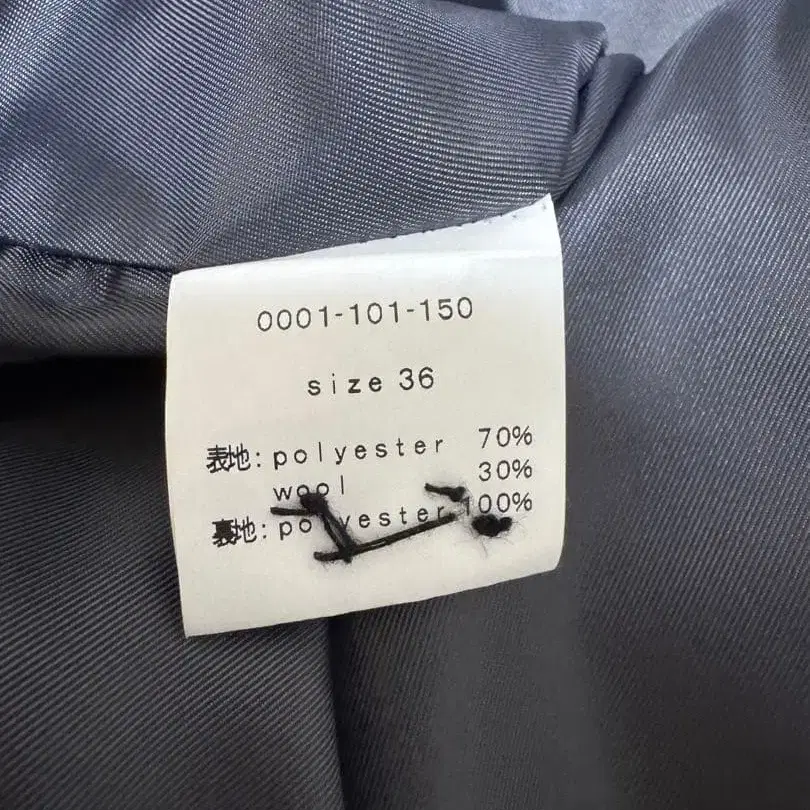 0001-101-150
size 36
表地: polyester 70%
wool 30%
裏地: polyester 100%